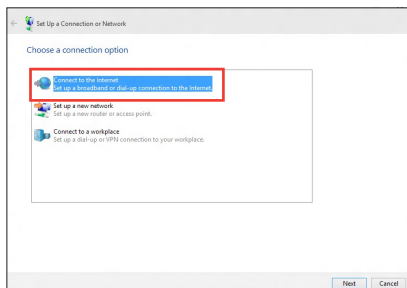 Set Up a Connection or Network
Choose a connection option
Connect to the Internet
Set up a broadband or dial-up connection to the Internet.
Set up a new network
Set up a new router or access point.
Connect to a workplace
Set up a dial-up or VPN connection to your workplace.
Next Cancel